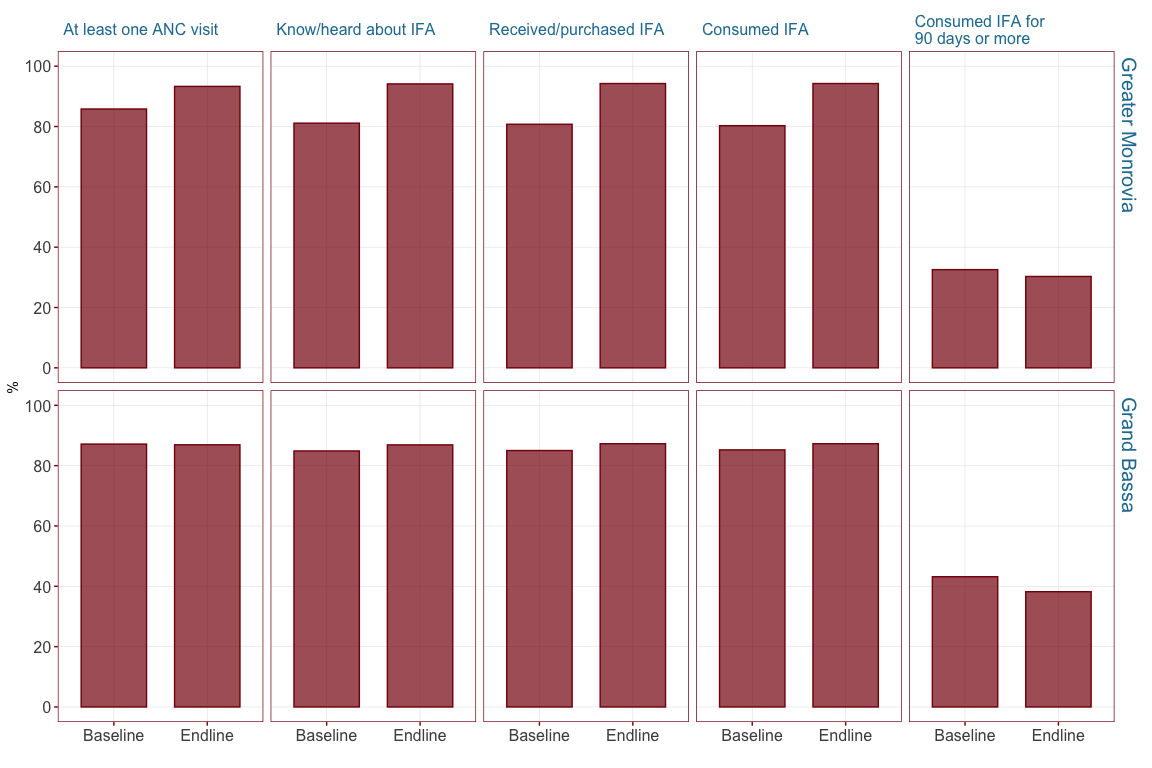 At least one ANC visit
Know/heard about IFA
Received/purchased IFA
Consumed IFA
Consumed IFA for
90 days or more
100
80
60
40
20
0
Greater Monrovia
%
100
80
60
40
20
0
Grand Bassa
Baseline
Endline
Baseline
Endline
Baseline
Endline
Baseline
Endline
Baseline
Endline